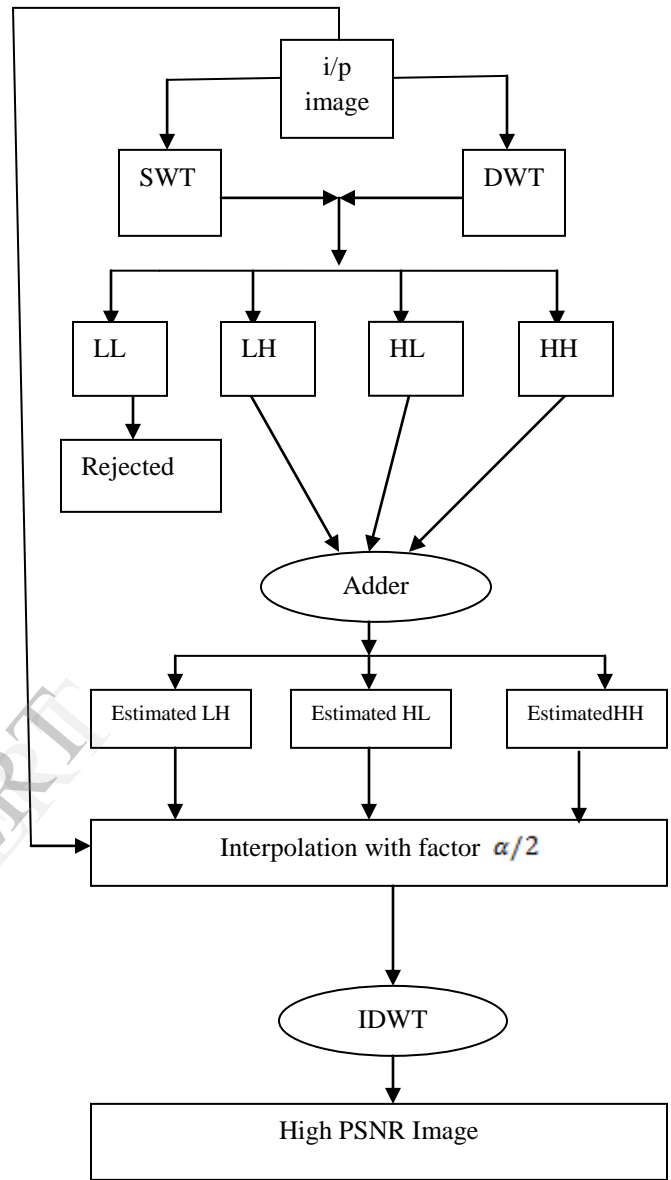 i/p
image
SWT
DWT
LL
LH
HL
HH
Rejected
Adder
Estimated LH
Estimated HL
EstimatedHH
Interpolation with factor α/2
IDWT
High PSNR Image